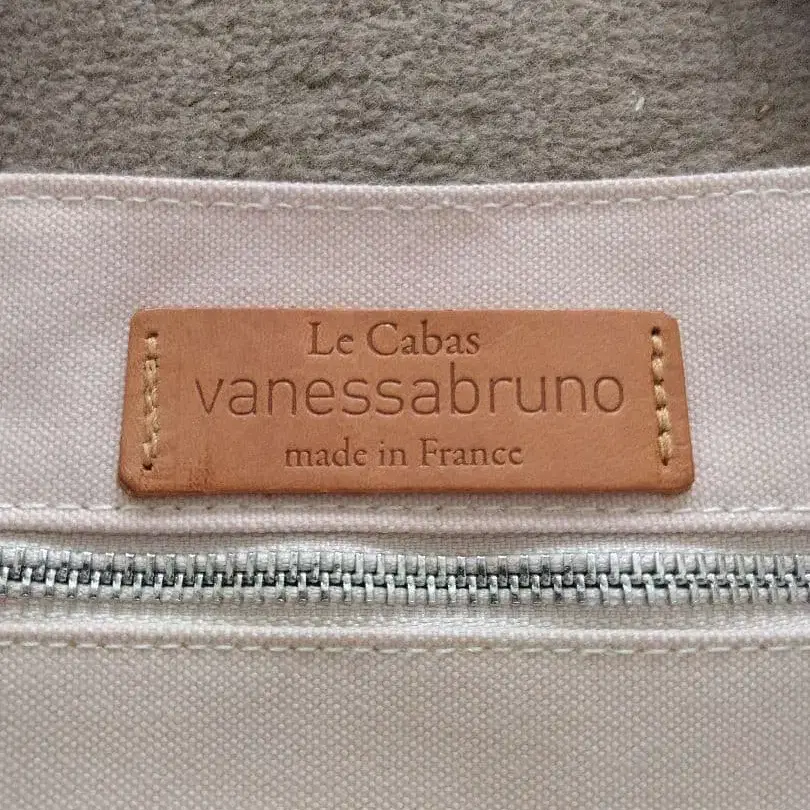 Le Cabas
vanessabruno
made in France